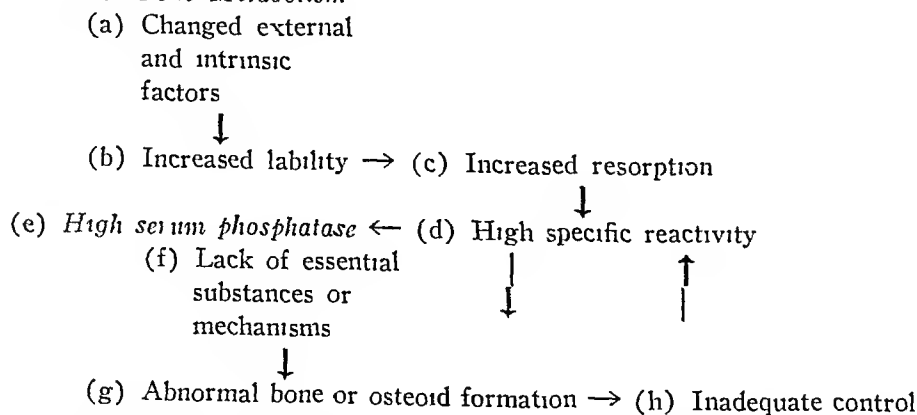 (a) Changed external
and intrinsic
factors
↓
(b) Increased lability → (c) Increased resorption
↓
(e) High serum phosphatase ← (d) High specific reactivity
(f) Lack of essential
substances or
mechanisms
↓ ↑
↓
(g) Abnormal bone or osteoid formation → (h) Inadequate control